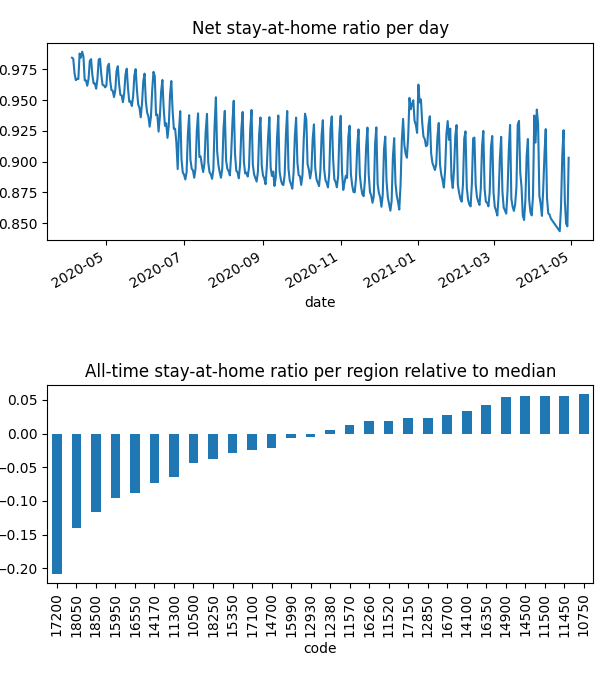 Net stay-at-home ratio per day
0.975
0.950
0.925
0.900
0.875
0.850
2020-05 2020-07 2020-09 2020-11 2021-01 2021-03 2021-05
date
All-time stay-at-home ratio per region relative to median
0.05
0.00
−0.05
−0.10
−0.15
−0.20
17200 18050 18500 15950 16550 14170 11300 10500 18250 15350 17100 14700 15990 12930 12380 11570 16260 11520 17150 12850 16700 14100 16350 14900 14500 11500 11450 10750
code